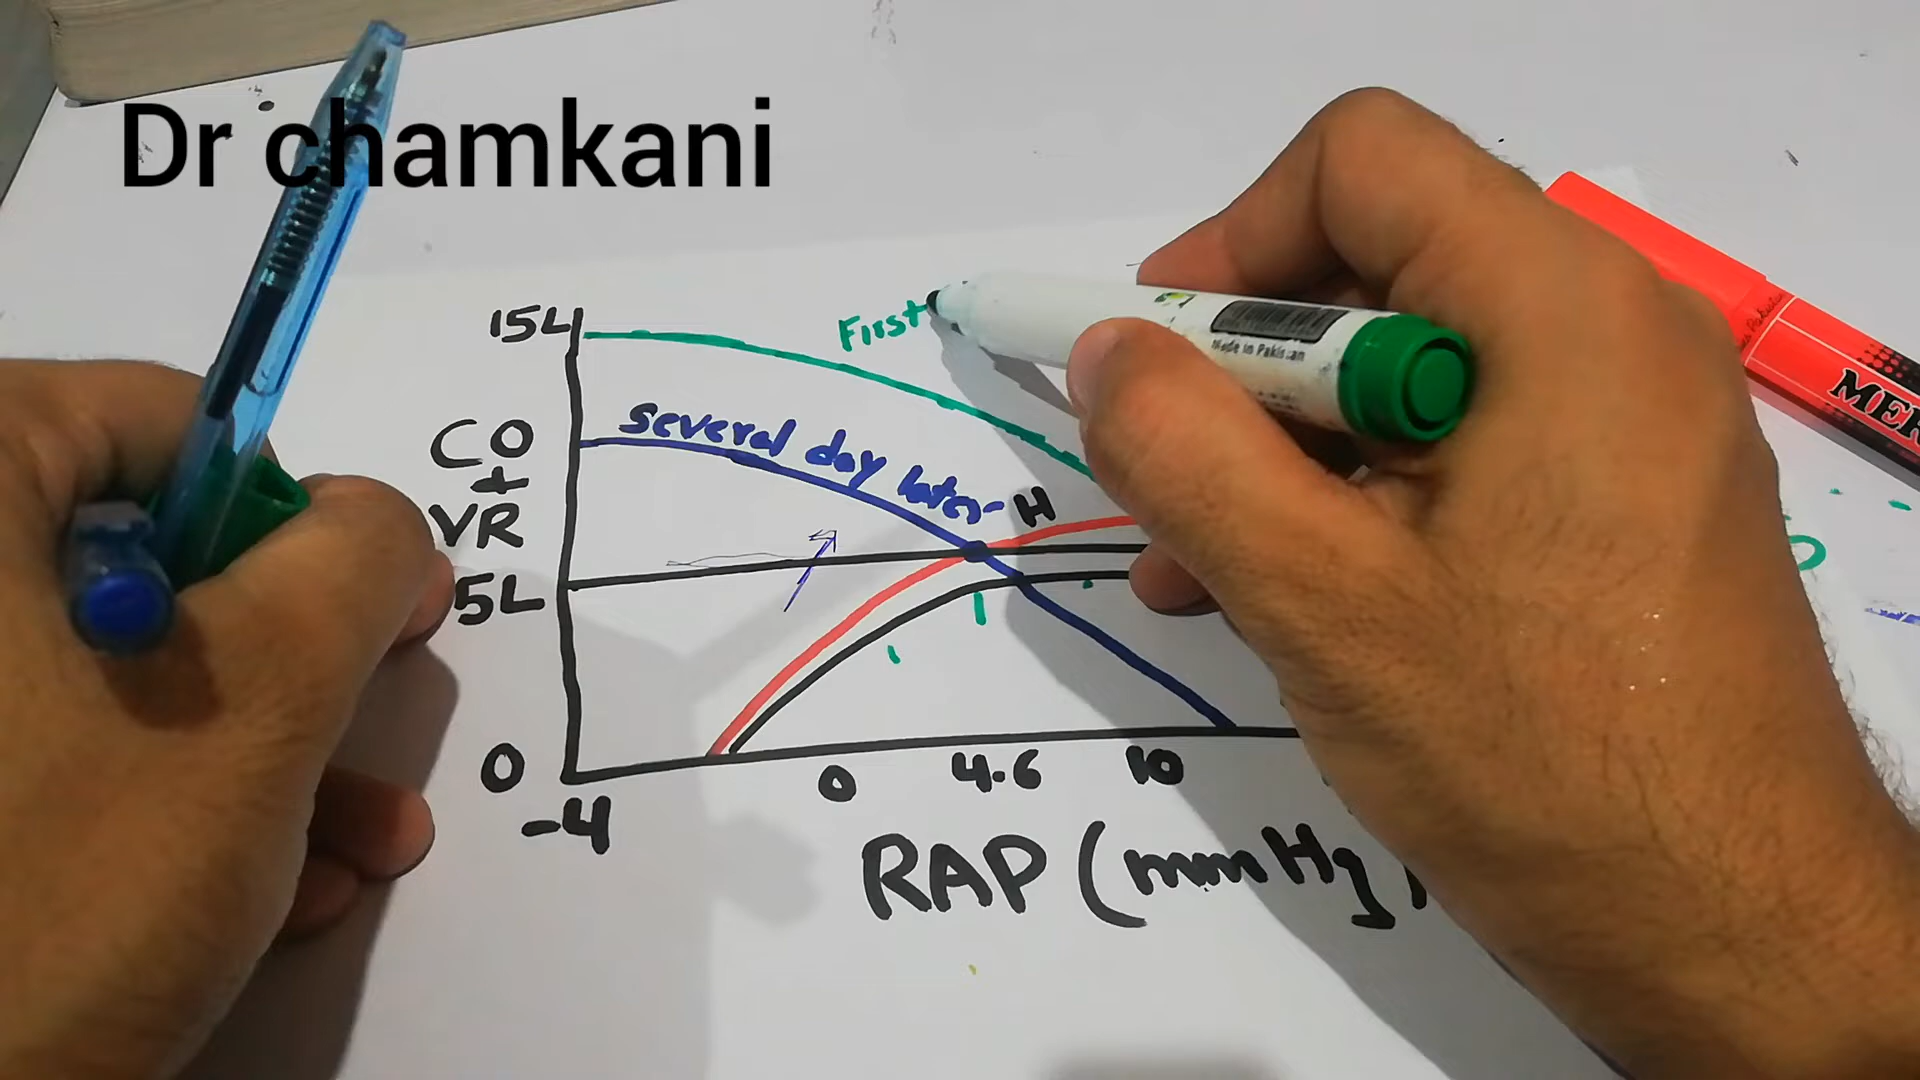 Dr chamkani
Made in Pakistan
MER
15L
First
CO
+
VR
several day later
H
5L
0
-4
0
4.6
10
RAP (mmHg)